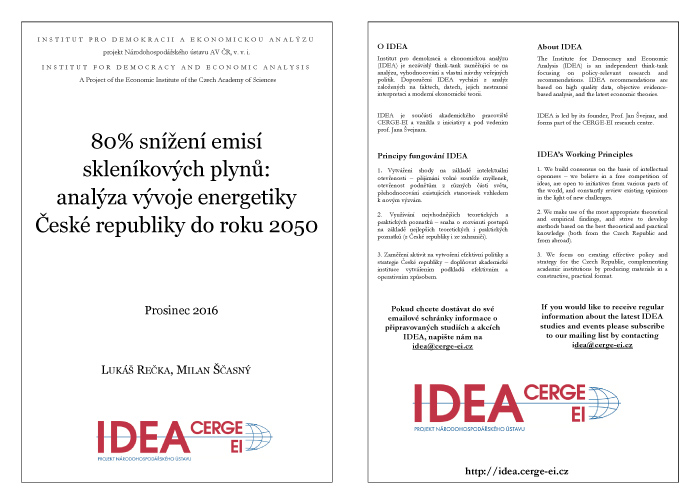 INSTITUT PRO DEMOKRACII A EKONOMICKOU ANALÝZU
projekt Národohospodářského ústavu AV ČR, v. v. i.
INSTITUT FOR DEMOCRACY AND ECONOMIC ANALYSIS
A Project of the Economic Institute of the Czech Academy of Sciences
80% snížení emisí
skleníkových plynů:
analýza vývoje energetiky
České republiky do roku 2050
Prosinec 2016
LUKÁŠ REČKA, MILAN ŠČASNÝ
IDEA CERGE
EI
PROJEKT NÁRODOHOSPODÁŘSKÉHO ÚSTAVU
O IDEA
Institut pro demokracii a ekonomickou analýzu
(IDEA) je nezávislý think-tank zaměřující se na
analýzu, vyhodnocování a vlastní návrhy veřejných
politik. Doporučení IDEA vychází z analýz
založených na faktech, datech, jejich nestranné
interpretaci a moderní ekonomické teorii.
IDEA je součástí akademického pracoviště
CERGE-EI a vznikla z iniciativy a pod vedením
prof. Jana Švejnara.
Principy fungování IDEA
1. Vytváření shody na základě intelektuální
otevřenosti – přijímání volné soutěže myšlenek,
otevřenost podnětům z různých částí světa,
přehodnocování existujících stanovisek vzhledem
k novým výzvám.
2. Využívání nejvhodnějších teoretických a
praktických poznatků – snaha o rozvinutí postupů
na základě nejlepších teoretických i praktických
poznatků (z České republiky i ze zahraničí).
3. Zaměření aktivit na vytvoření efektivní politiky a
strategie České republiky – doplňovat akademické
instituce vytvářením podkladů efektivním a
operativním způsobem.
Pokud chcete dostávat do své
emailové schránky informace o
připravovaných studiích a akcích
IDEA, napište nám na
idea@cerge-ei.cz
About IDEA
The Institute for Democracy and Economic
Analysis (IDEA) is an independent think-tank
focusing on policy-relevant research and
recommendations. IDEA recommendations are
based on high quality data, objective evidence-
based analysis, and the latest economic theories.
IDEA is led by its founder, Prof. Jan Švejnar, and
forms part of the CERGE-EI research center.
IDEA's Working Principles
1. We build consensus on the basis of intellectual
openness – we believe in a free competition of
ideas, are open to initiatives from various parts of
the world, and constantly review existing opinions
in the light of new challenges.
2. We make use of the most appropriate theoretical
and empirical findings, and strive to develop
methods based on the best theoretical and practical
knowledge (both from the Czech Republic and
from abroad).
3. We focus on creating effective policy and
strategy for the Czech Republic, complementing
academic institutions by producing materials in a
constructive, practical format.
If you would like to receive regular
information about the latest IDEA
studies and events please subscribe
to our mailing list by contacting
idea@cerge-ei.cz
IDEA CERGE
EI
PROJEKT NÁRODOHOSPODÁŘSKÉHO ÚSTAVU
http://idea.cerge-ei.cz